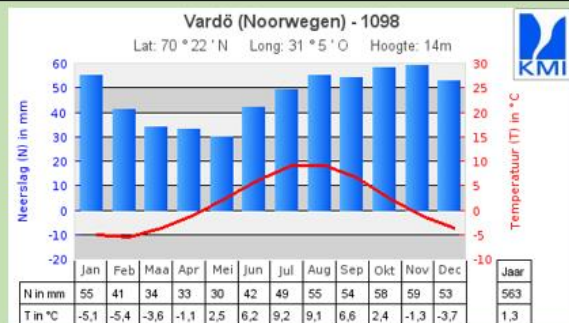 Vardö (Noorwegen) - 1098
Lat: 70 ° 22 ' N Long: 31 ° 5 ' O Hoogte: 14m
KMI
Neerslag (N) in mm
60
50
40
30
20
10
0
-10
-20
30
25
20
15
10
5
0
-5
-10
Temperatuur (T) in °C
Jan Feb Maa Apr Mei Jun Jul Aug Sep Okt Nov Dec Jaar
N in mm 55 41 34 33 30 42 49 55 54 58 59 53 563
T in °C -5,1 -5,4 -3,6 -1,1 2,5 6,2 9,2 9,1 6,6 2,4 -1,3 -3,7 1,3